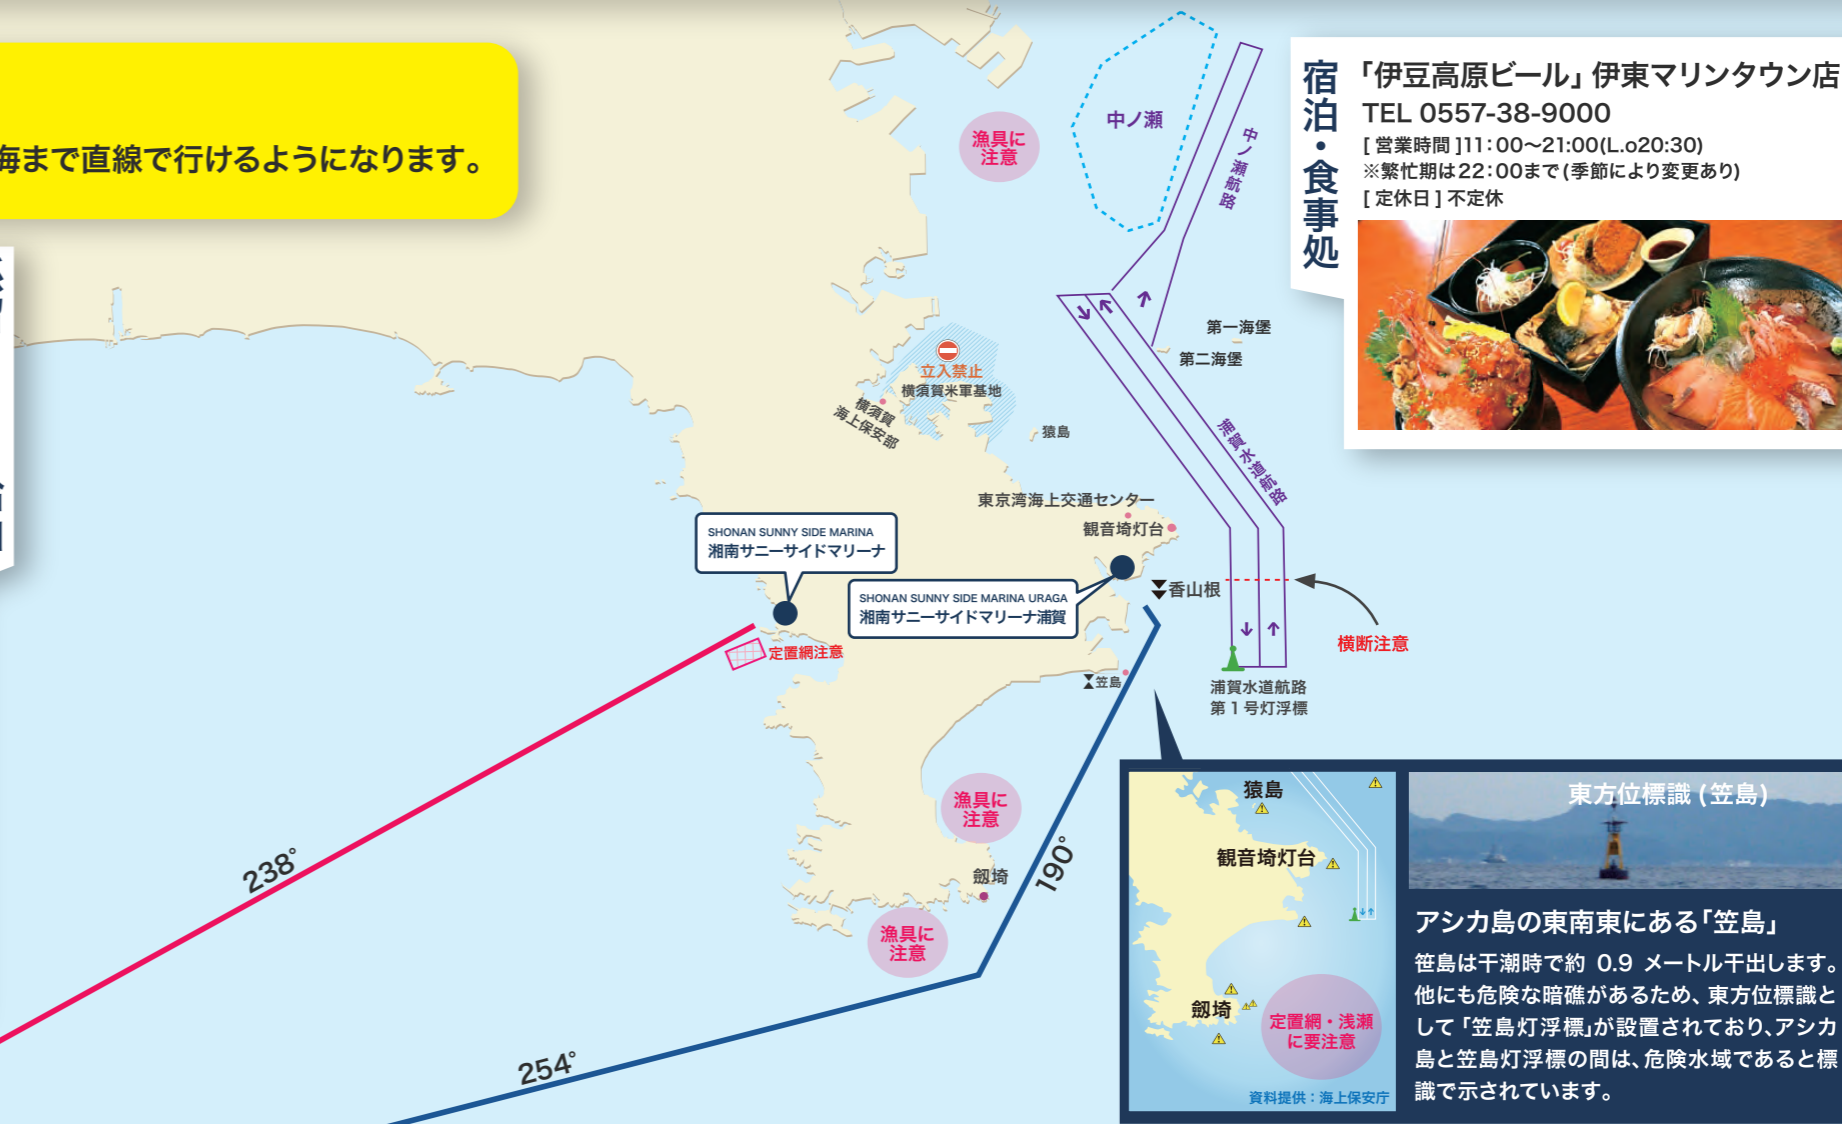 海まで直線で行けるようになります。
宿泊・食事処
「伊豆高原ビール」伊東マリンタウン店
TEL 0557-38-9000
[ 営業時間 ]11：00〜21:00(L.o20:30)
※繁忙期は22：00まで(季節により変更あり)
[ 定休日 ] 不定休
漁具に
注意
中ノ瀬
中ノ瀬航路
第一海堡
第二海堡
立入禁止
横須賀米軍基地
横須賀
海上保安部
猿島
浦賀水道航路
東京湾海上交通センター
観音埼灯台
SHONAN SUNNY SIDE MARINA
湘南サニーサイドマリーナ
SHONAN SUNNY SIDE MARINA URAGA
湘南サニーサイドマリーナ浦賀
香山根
横断注意
定置網注意
笠島
浦賀水道航路
第1号灯浮標
漁具に
注意
238°
190°
劔埼
漁具に
注意
254°
猿島
観音埼灯台
劔埼
定置網・浅瀬
に要注意
資料提供：海上保安庁
東方位標識 (笠島)
アシカ島の東南東にある「笠島」
笹島は干潮時で約 0.9 メートル干出します。
他にも危険な暗礁があるため、東方位標識と
して「笠島灯浮標」が設置されており、アシカ
島と笠島灯浮標の間は、危険水域であると標
識で示されています。